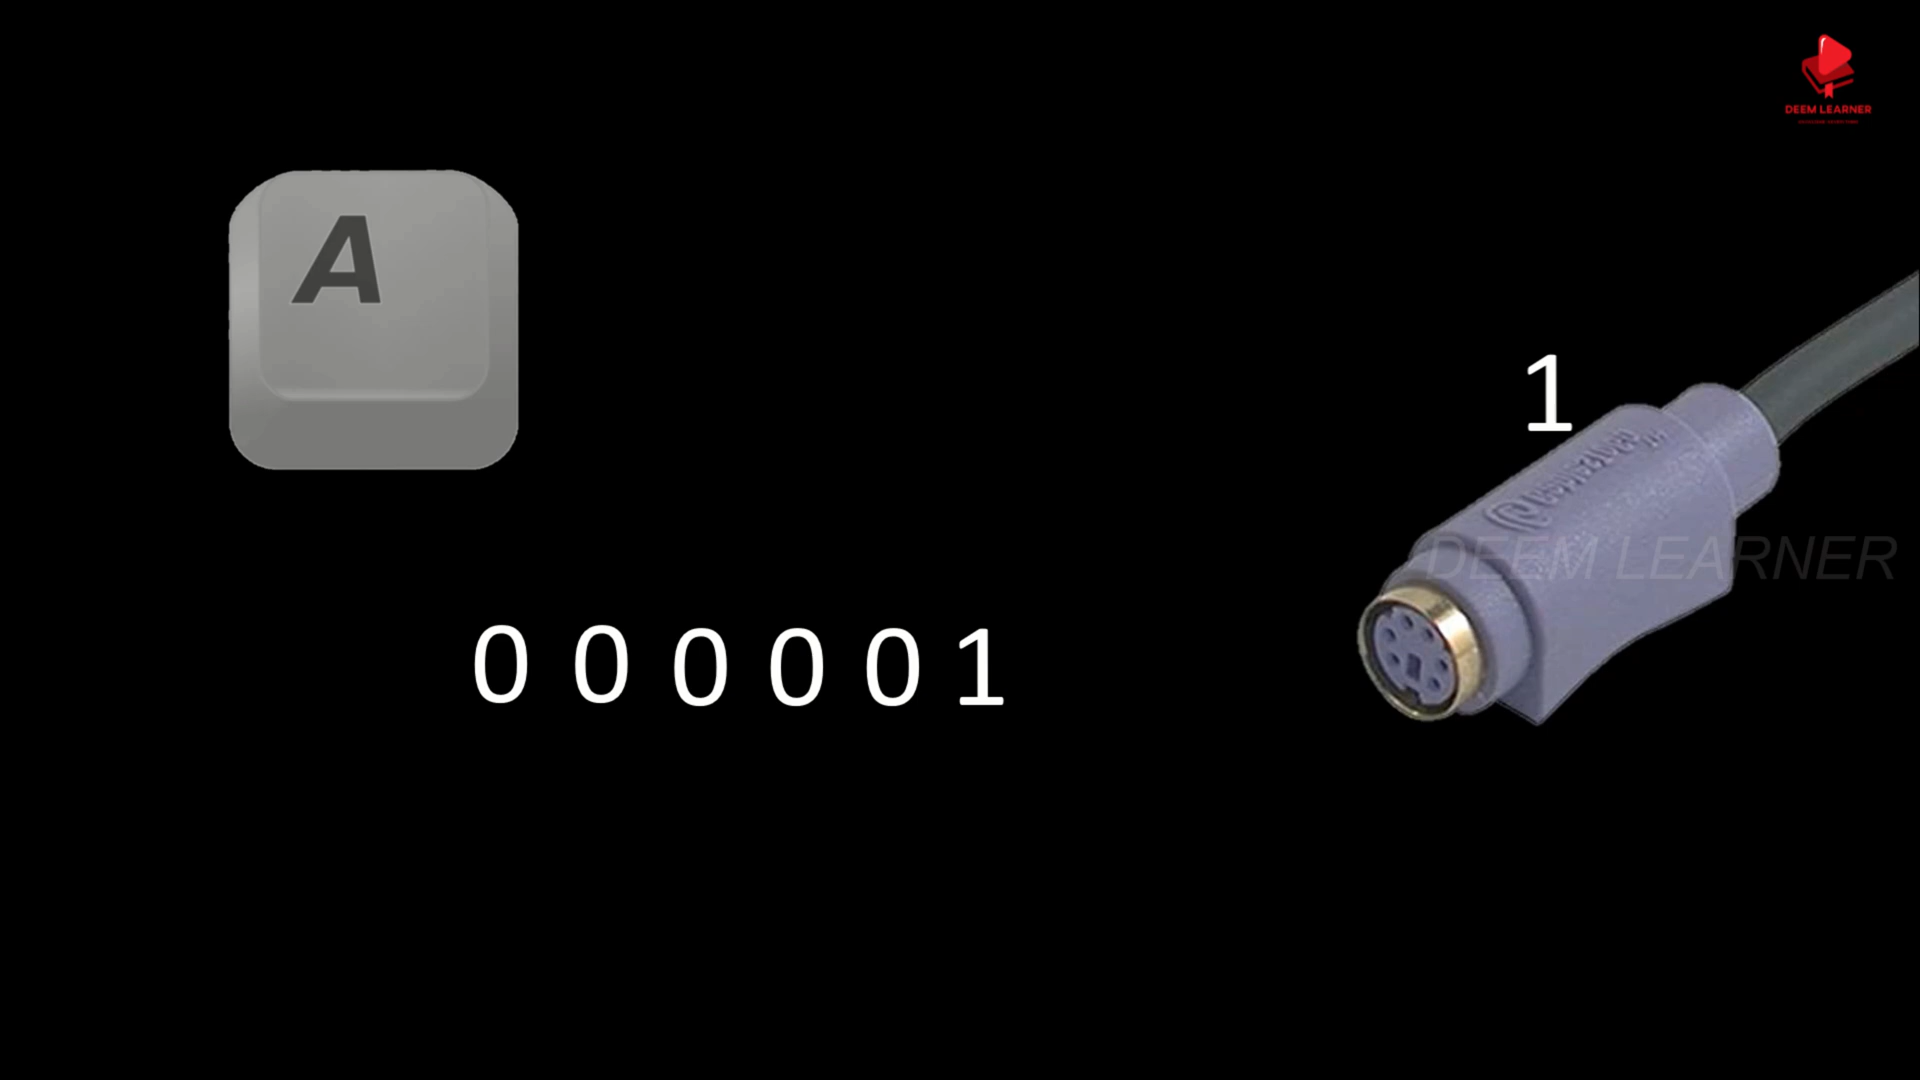 DEEM LEARNER
A
1
DEEM LEARNER
0 0 0 0 0 1